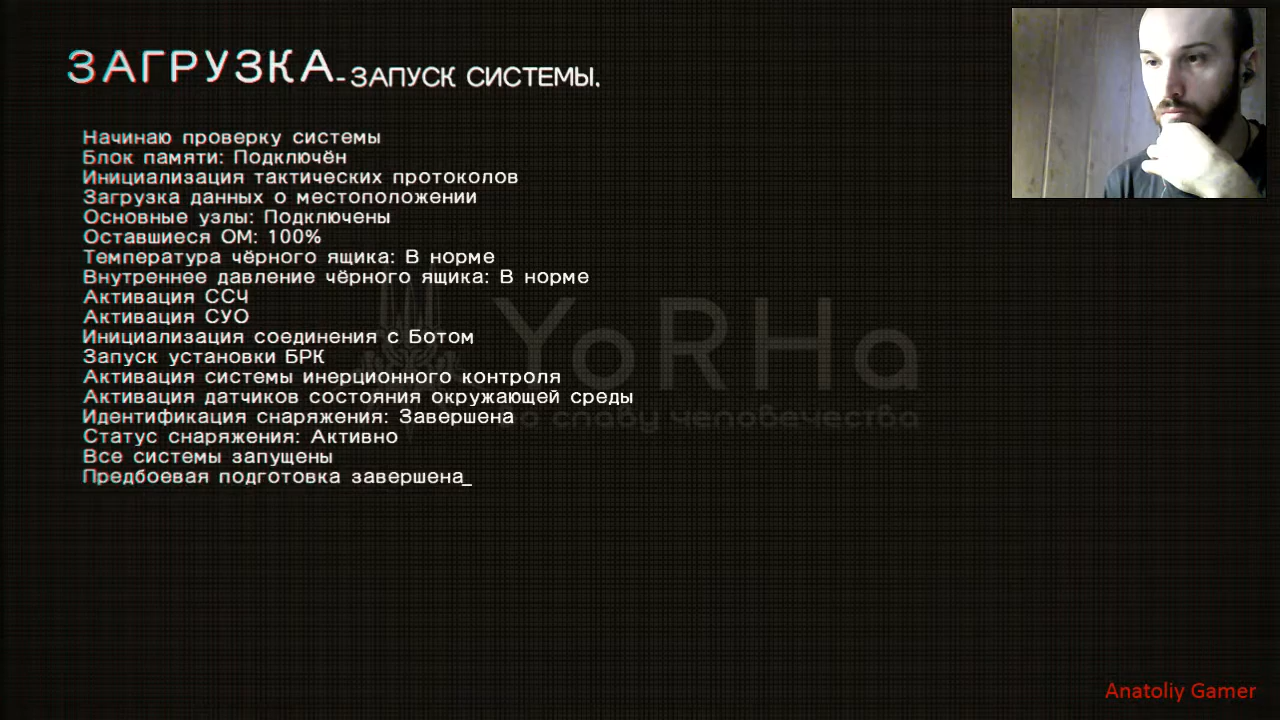 ЗАГРУЗКА - ЗАПУСК СИСТЕМЫ.
Начинаю проверку системы
Блок памяти: Подключён
Инициализация тактических протоколов
Загрузка данных о местоположении
Основные узлы: Подключены
Оставшиеся ОМ: 100%
Температура чёрного ящика: В норме
Внутреннее давление чёрного ящика: В норме
Активация ССЧ
Активация СУО
Инициализация соединения с Ботом
Запуск установки БРК
Активация системы инерционного контроля
Активация датчиков состояния окружающей среды
Идентификация снаряжения: Завершена
Статус снаряжения: Активно
Все системы запущены
Предбоевая подготовка завершена_
YoRHa
славу человечества
Anatoliy Gamer